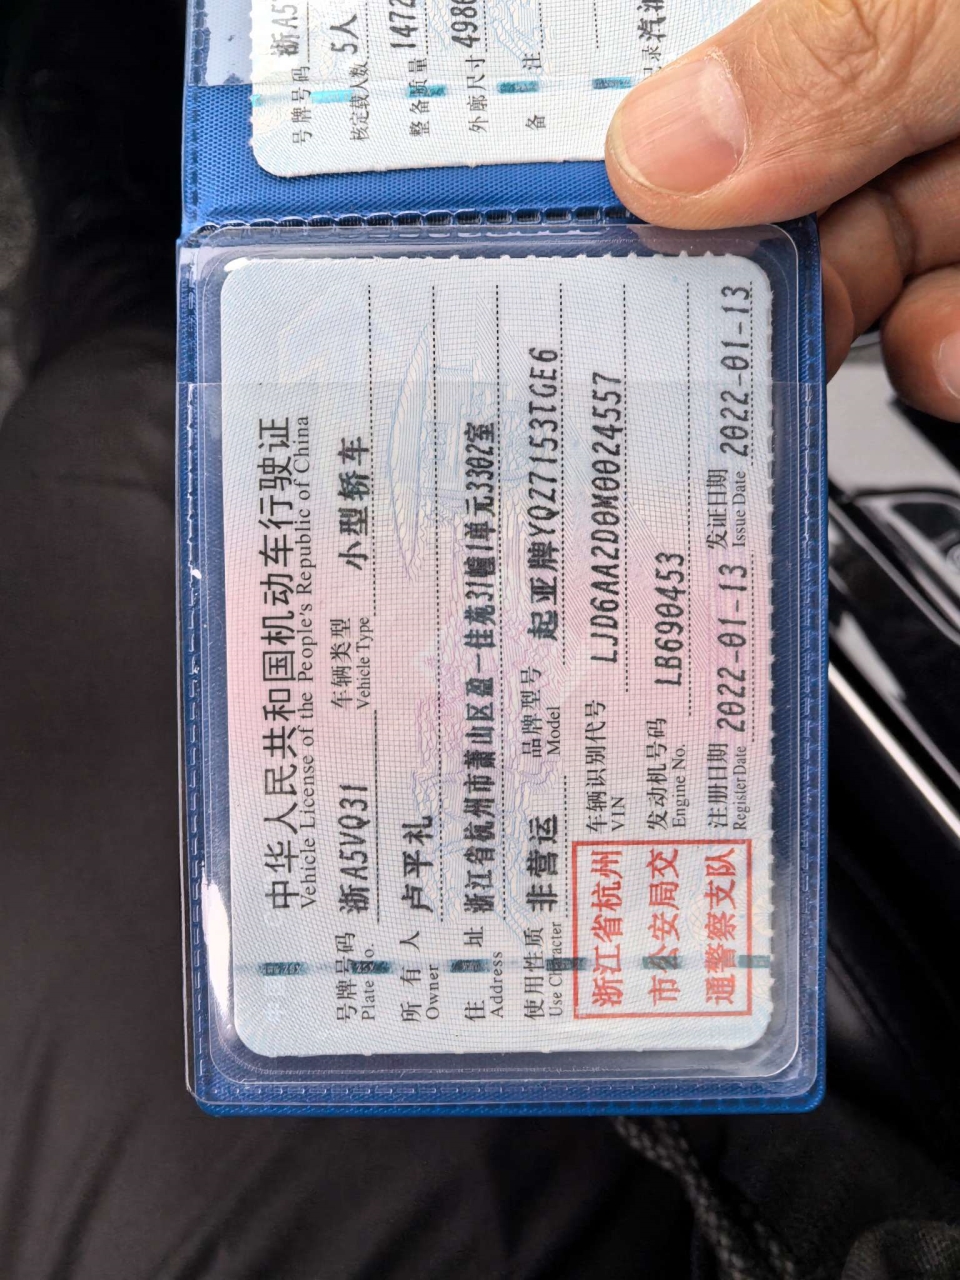 中华人民共和国机动车行驶证
Vehicle License of the People's Republic of China
号牌号码 浙A5VQ31 车辆类型 小型轿车
Plate No. Vehicle Type
所有人 卢平礼
Owner
住址 浙江省杭州市萧山区盈一佳苑31幢1单元3302室
Address
使用性质 非营运 品牌型号 起亚牌YQZ7153TGE6
Use Character Model
浙江省杭州
市公安局交
通警察支队
车辆识别代号 LJD6AA2D0M0024557
VIN
发动机号码 LB690453
Engine No.
注册日期 2022-01-13 发证日期 2022-01-13
Register Date Issue Date
号牌号码 浙A5
核定载人数 5人
整备质量 1472
外廓尺寸 498
备注